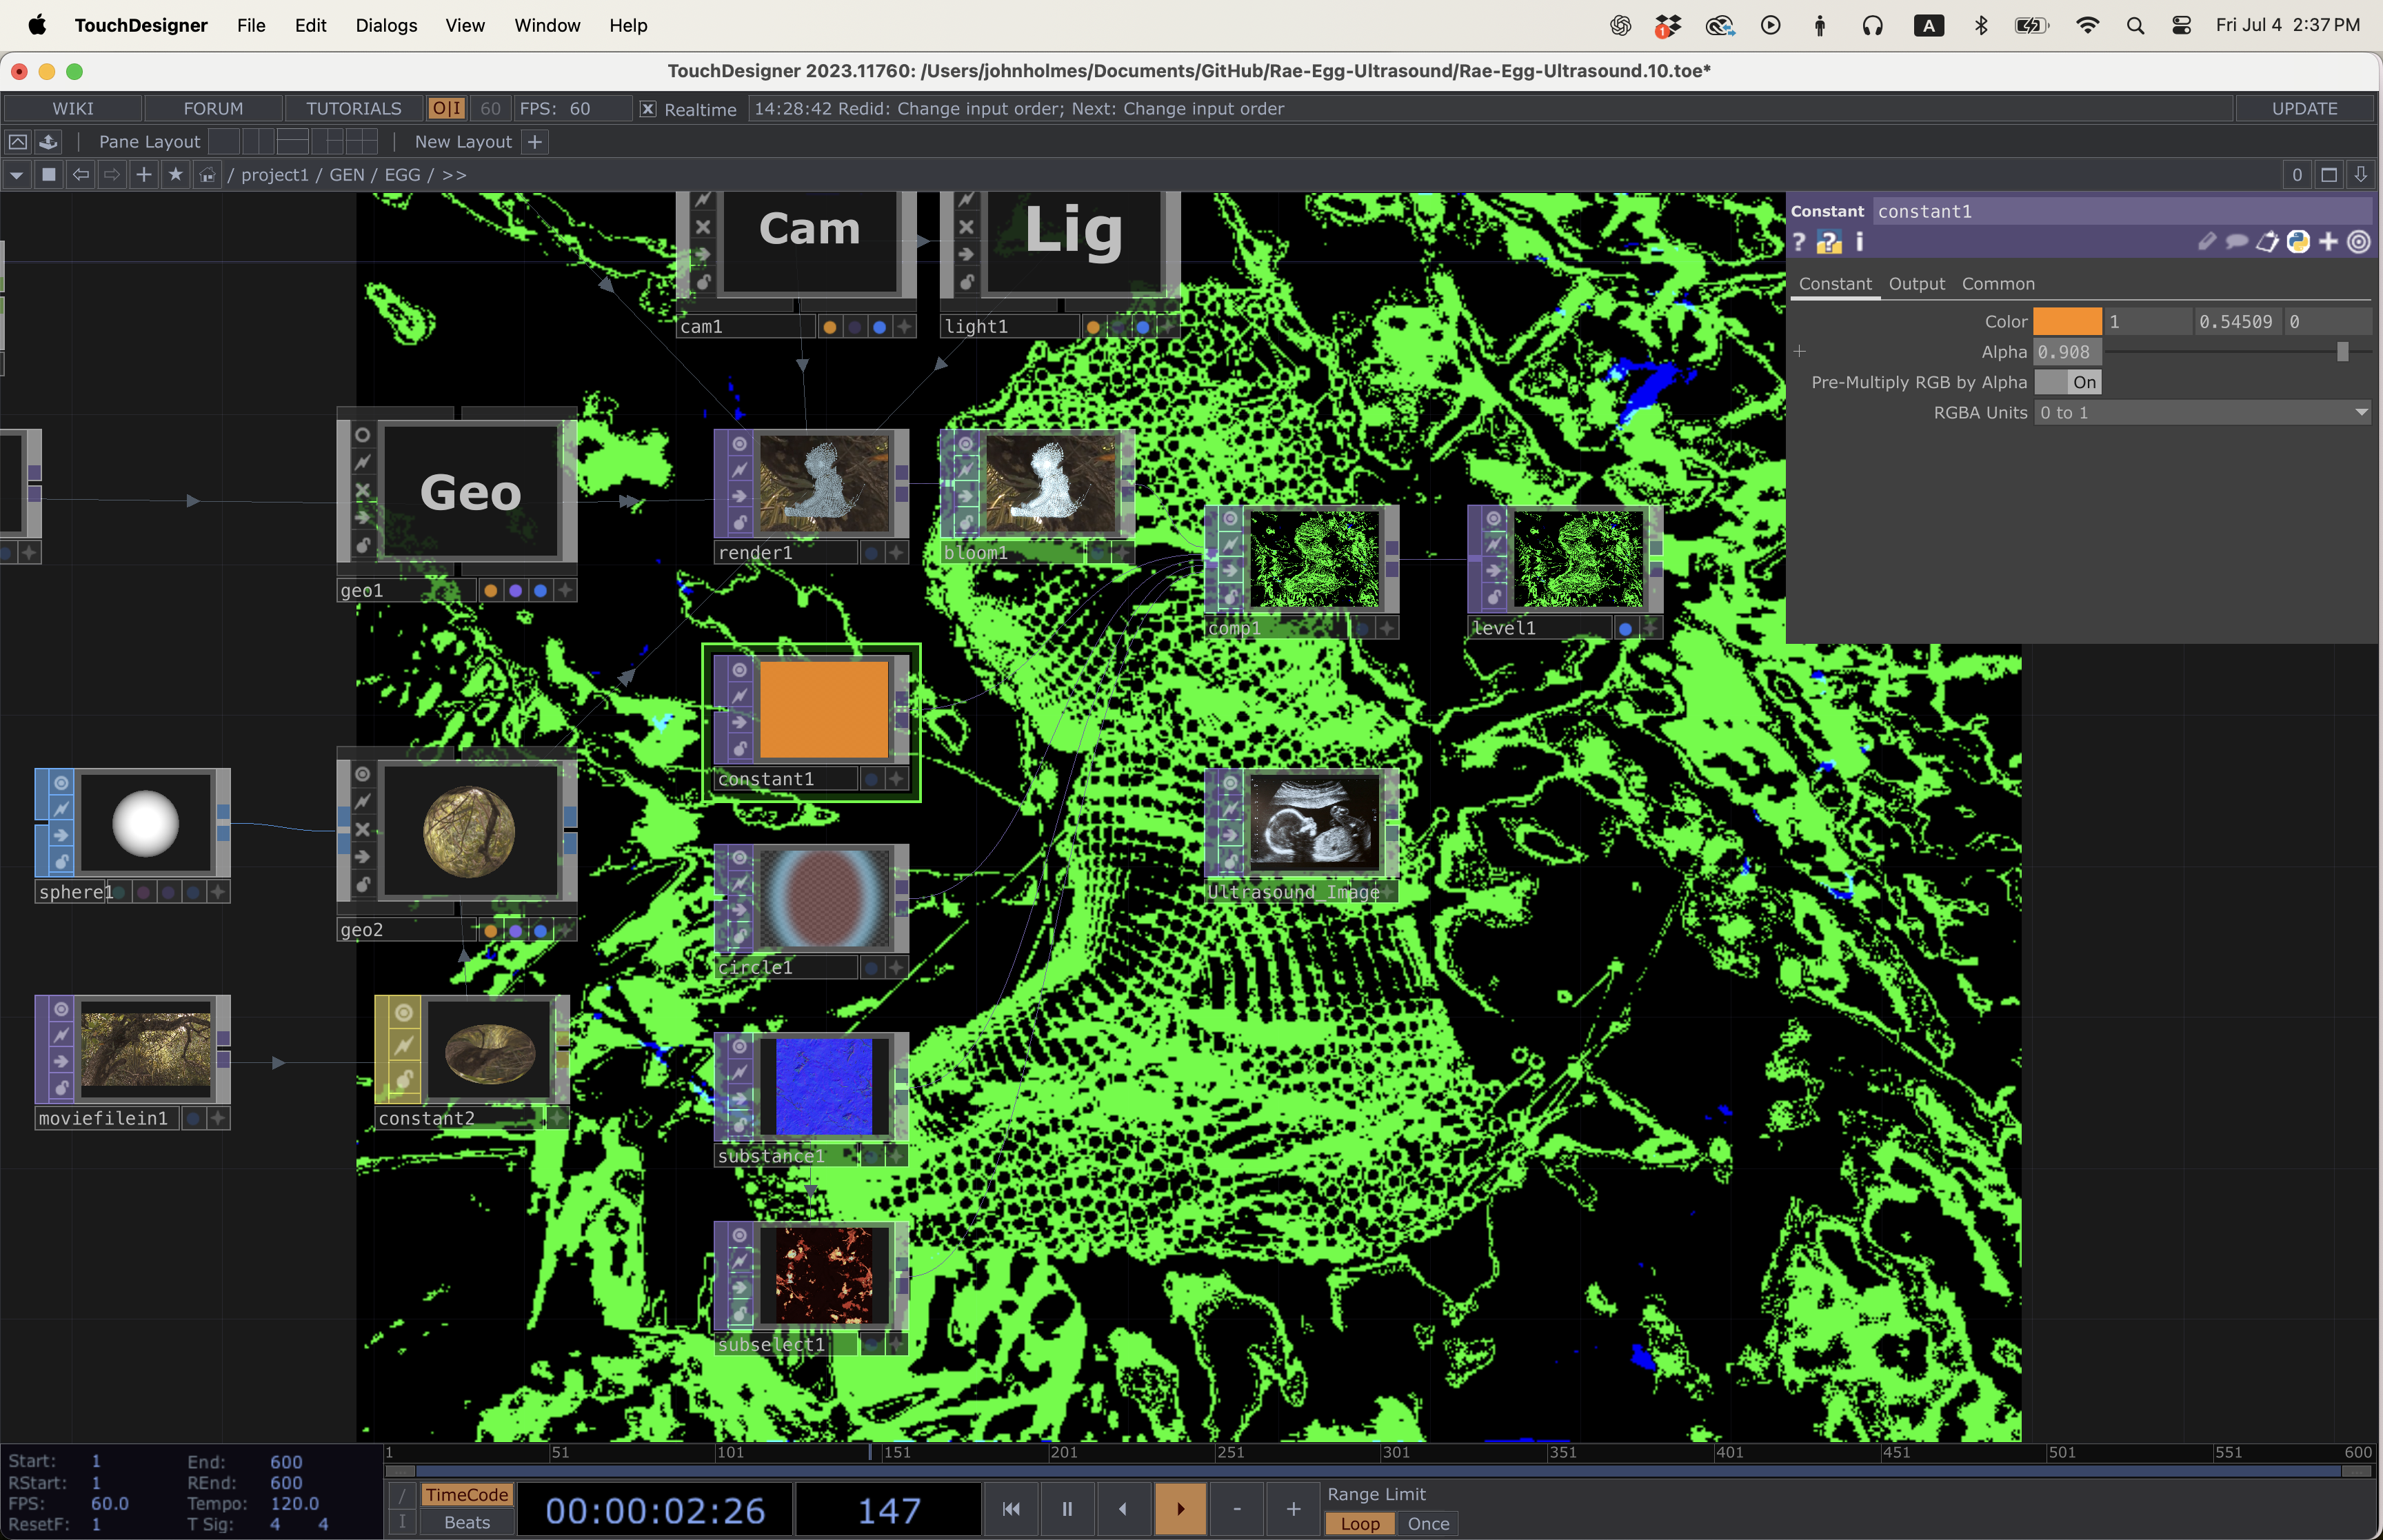 TouchDesigner File Edit Dialogs View Window Help 1 A Fri Jul 4 2:37 PM
TouchDesigner 2023.11760: /Users/johnholmes/Documents/GitHub/Rae-Egg-Ultrasound/Rae-Egg-Ultrasound.10.toe*
WIKI FORUM TUTORIALS O|I 60 FPS: 60 Realtime 14:28:42 Redid: Change input order; Next: Change input order UPDATE
Pane Layout New Layout +
/ project1 / GEN / EGG / >> 0
Cam Lig
cam1 light1
Constant constant1
? ? i
Constant Output Common
Color 1 0.54509 0
Alpha 0.908
Pre-Multiply RGB by Alpha On
RGBA Units 0 to 1
Geo
geo1
render1
bloom1
comp1
level1
constant1
Ultrasound_Image
sphere1
geo2
circle1
moviefilein1
constant2
substance1
subselect1
1 51 101 151 201 251 301 351 401 451 501 551 600
Start: 1 End: 600
RStart: 1 REnd: 600
FPS: 60.0 Tempo: 120.0
ResetF: 1 T Sig: 4 4
/ TimeCode
I Beats
00:00:02:26 147 - +
Range Limit
Loop Once